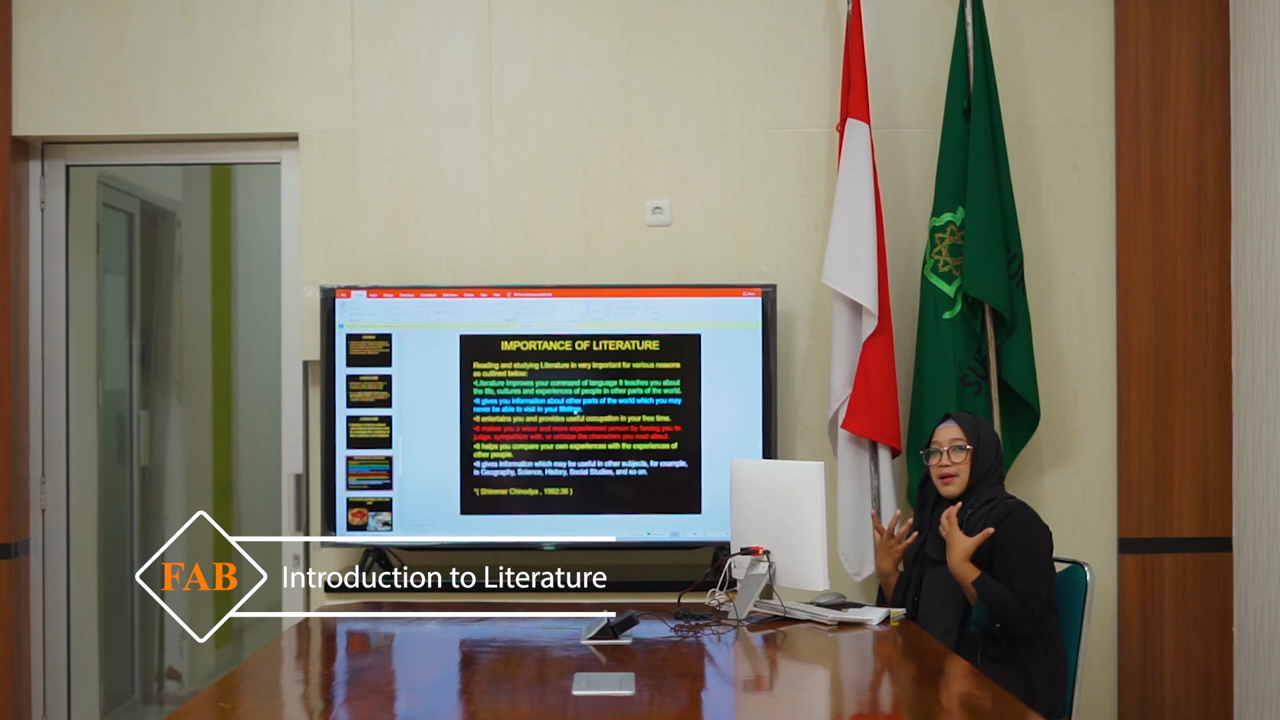 IMPORTANCE OF LITERATURE
Reading and studying Literature in very important for various reasons
as outlined below:
•Literature improves your command of language it teaches you about
the life, cultures and experiences of people in other parts of the world.
•It gives you information about other parts of the world which you may
never be able to visit in your lifetime.
•It entertains you and provides useful occupation in your free time.
•It makes you a wiser and more experienced person by forcing you to
judge, sympathize with, or criticize the characters you read about.
•It helps you compare your own experiences with the experiences of
other people.
•It gives information which may be useful in other subjects, for example,
in Geography, Science, History, Social Studies, and so on.
*( Shimmer Chinodya , 1992:36 )
FAB
Introduction to Literature